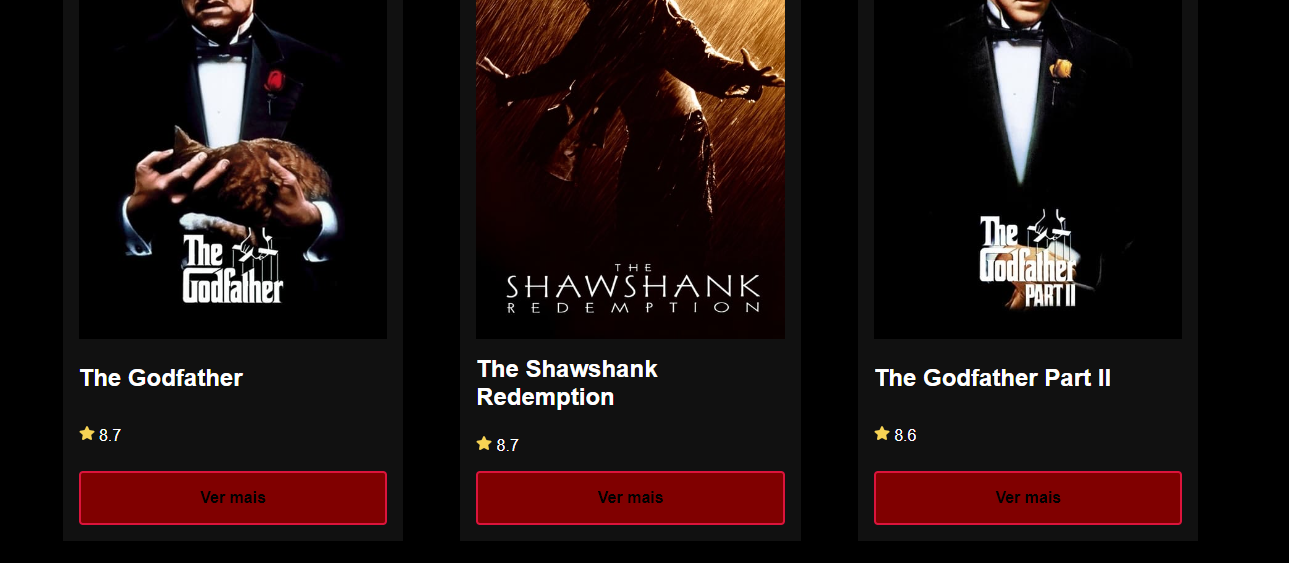 The
Godfather
THE
SHAWSHANK
REDEMPTION
The
Godfather
PART II
The Godfather
The Shawshank
Redemption
The Godfather Part II
8.7
8.7
8.6
Ver mais
Ver mais
Ver mais